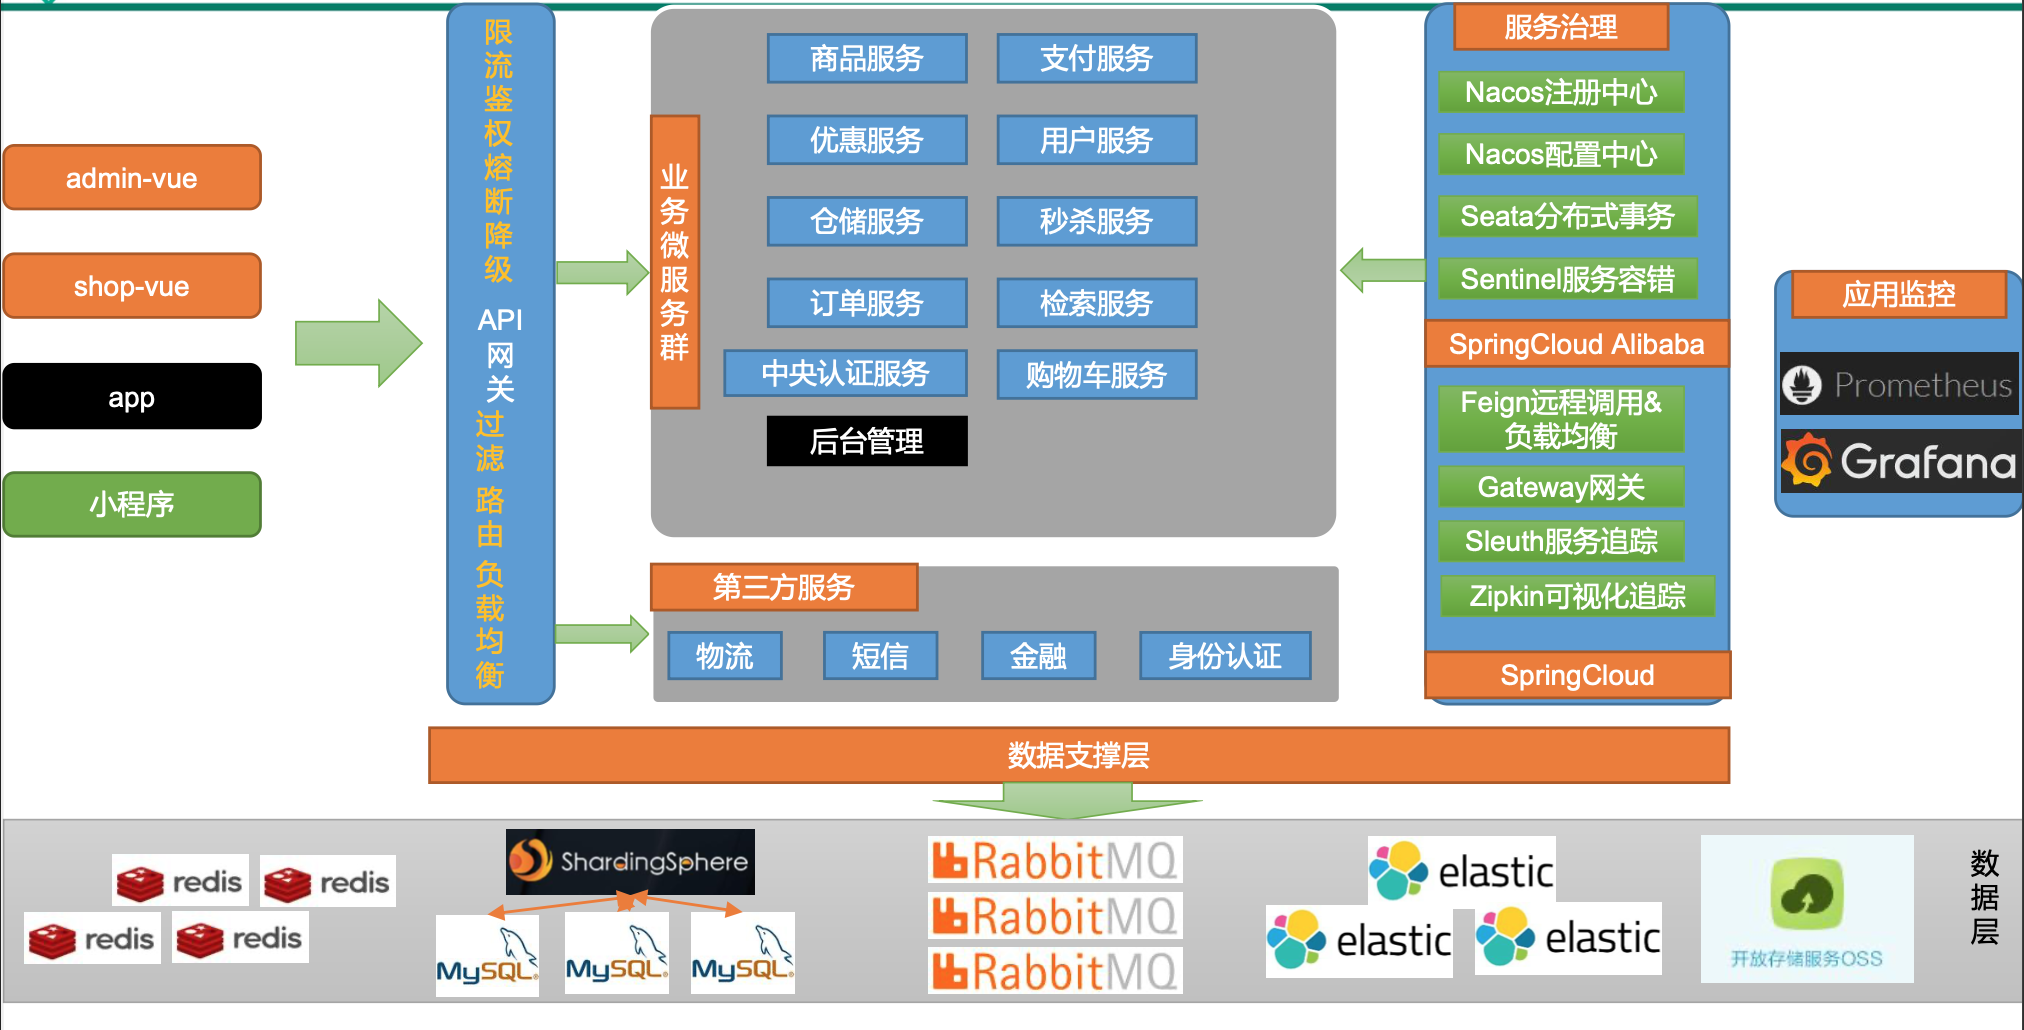 admin-vue
shop-vue
app
小程序
限流鉴权熔断降级
API
网关
过滤
路由
负载均衡
业务微服务群
商品服务
支付服务
优惠服务
用户服务
仓储服务
秒杀服务
订单服务
检索服务
中央认证服务
购物车服务
后台管理
第三方服务
物流
短信
金融
身份认证
服务治理
Nacos注册中心
Nacos配置中心
Seata分布式事务
Sentinel服务容错
SpringCloud Alibaba
Feign远程调用&
负载均衡
Gateway网关
Sleuth服务追踪
Zipkin可视化追踪
SpringCloud
应用监控
Prometheus
Grafana
数据支撑层
redis
redis
redis
redis
ShardingSphere
MySQL
MySQL
MySQL
RabbitMQ
RabbitMQ
RabbitMQ
elastic
elastic
elastic
开放存储服务OSS
数据层